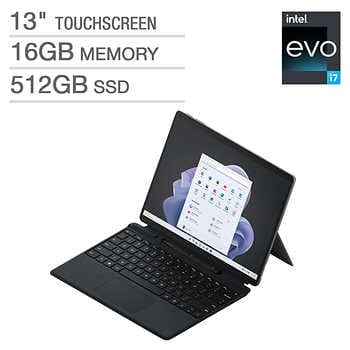 13" TOUCHSCREEN
16GB MEMORY
512GB SSD
intel
evo
i7